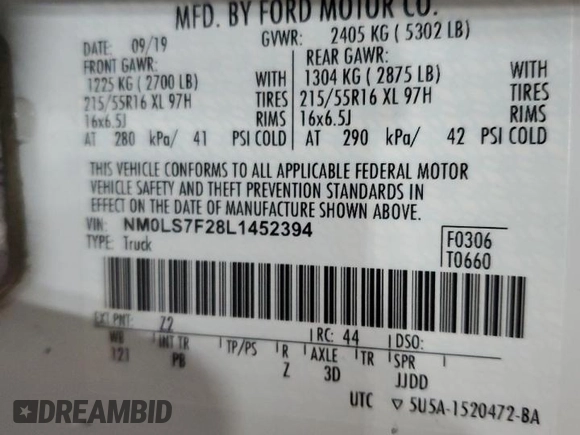 MFD. BY FORD MOTOR CO.
DATE: 09/19 GVWR: 2405 KG ( 5302 LB)
FRONT GAWR: REAR GAWR:
1225 KG ( 2700 LB) WITH 1304 KG ( 2875 LB) WITH
215/55R16 XL 97H TIRES 215/55R16 XL 97H TIRES
16x6.5J RIMS 16x6.5J RIMS
AT 280 kPa/ 41 PSI COLD AT 290 kPa/ 42 PSI COLD
THIS VEHICLE CONFORMS TO ALL APPLICABLE FEDERAL MOTOR
VEHICLE SAFETY AND THEFT PREVENTION STANDARDS IN
EFFECT ON THE DATE OF MANUFACTURE SHOWN ABOVE.
VIN: NM0LS7F28L1452394 F0306
TYPE: Truck T0660
EXT PNT: Z2 RC: 44 DSO:
WB INT TR TP/PS R AXLE TR SPR
121 PB Z 3D JJDD
UTC ▽ 5U5A-1520472-BA
DREAMBID